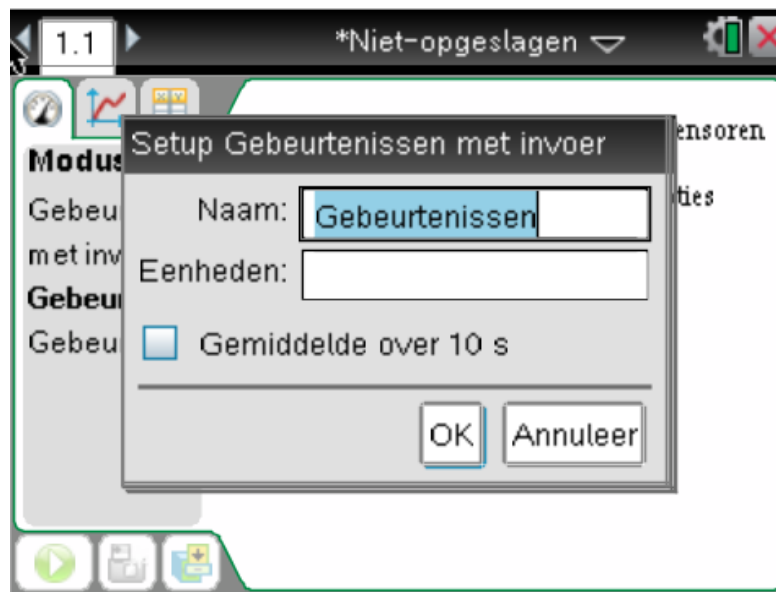 1.1 *Niet-opgeslagen
Setup Gebeurtenissen met invoer
Naam: Gebeurtenissen
Eenheden:
Gemiddelde over 10 s
OK Annuleer
Modus
Gebeu
met inv
Gebeu
Gebeu
ensoren
ties